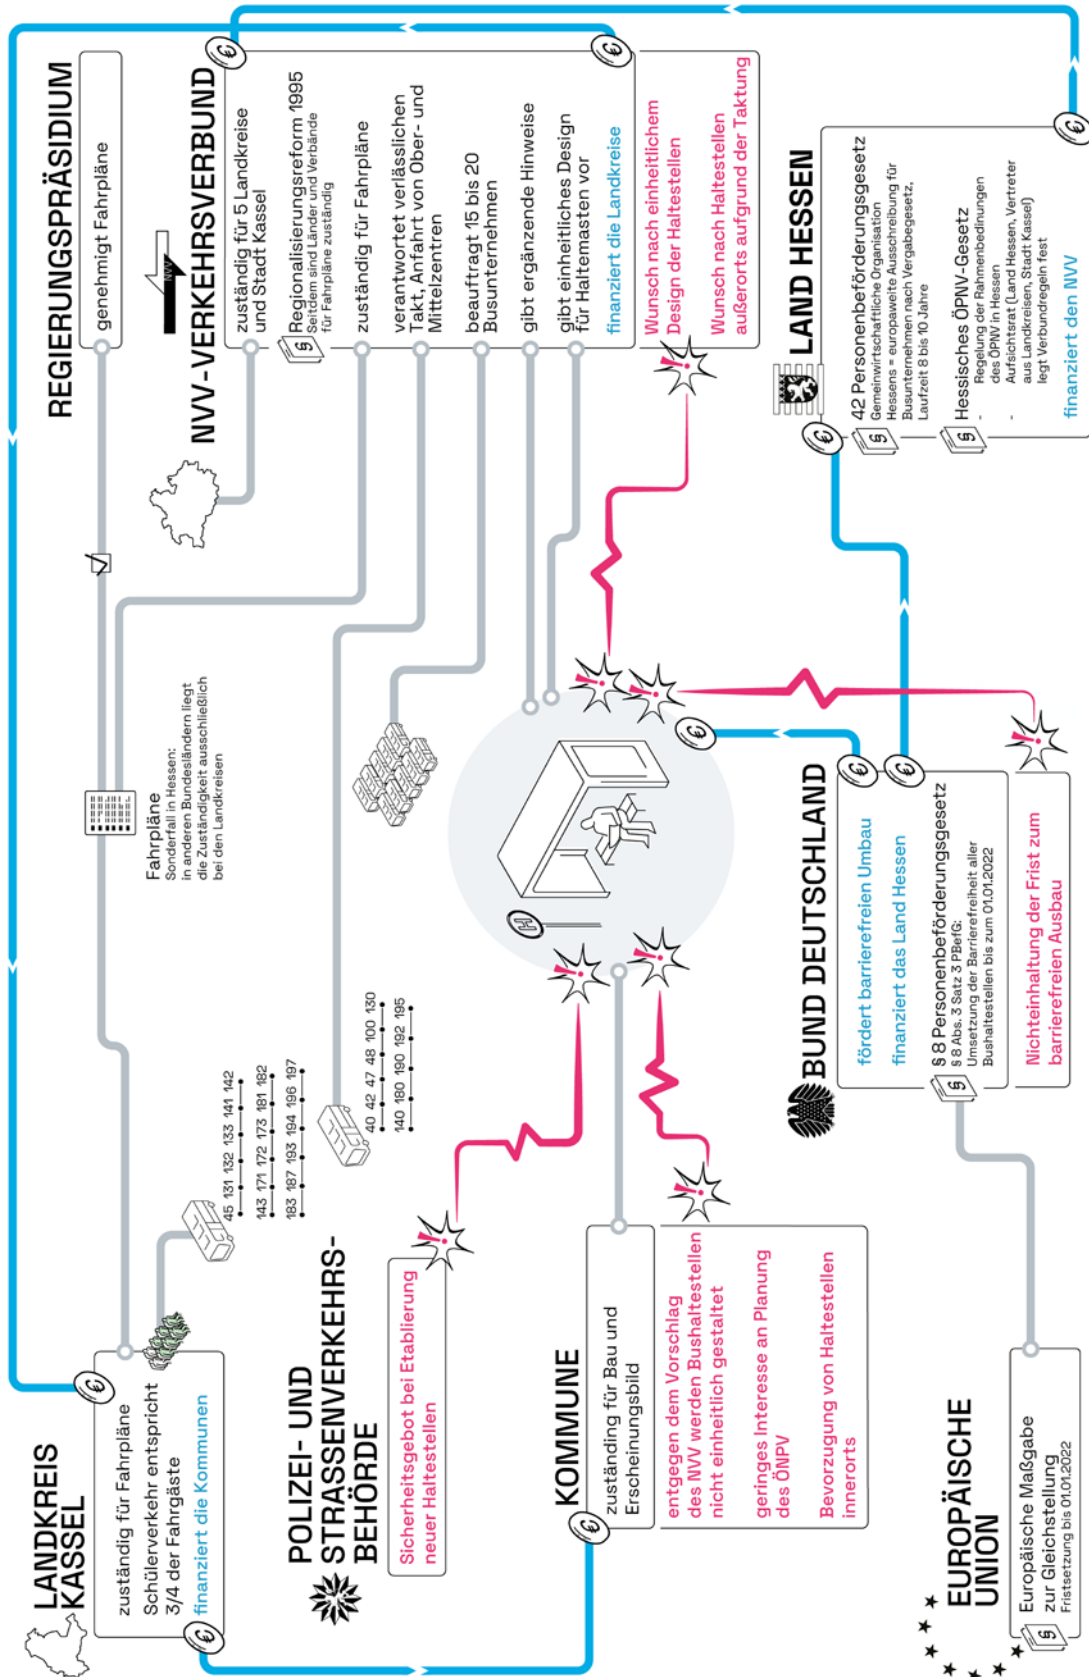 LANDKREIS
KASSEL
zuständig für Fahrpläne
Schülerverkehr entspricht
3/4 der Fahrgäste
finanziert die Kommunen
€
€
45 131 132 133 141 142
143 171 172 173 181 182
183 187 193 194 196 197
Fahrpläne
Sonderfall in Hessen:
in anderen Bundesländern liegt
die Zuständigkeit ausschließlich
bei den Landkreisen
REGIERUNGSPRÄSIDIUM
genehmigt Fahrpläne
NVV
NVV-VERKEHRSVERBUND
zuständig für 5 Landkreise
und Stadt Kassel
§
Regionalisierungsreform 1995
Seitdem sind Länder und Verbände
für Fahrpläne zuständig
zuständig für Fahrpläne
verantwortet verlässlichen
Takt, Anfahrt von Ober- und
Mittelzentren
beauftragt 15 bis 20
Busunternehmen
gibt ergänzende Hinweise
gibt einheitliches Design
für Haltemasten vor
finanziert die Landkreise
€
€
Wunsch nach einheitlichem
Design der Haltestellen
Wunsch nach Haltestellen
außerorts aufgrund der Taktung
40 42 47 48 100 130
140 180 190 192 195
POLIZEI- UND
STRASSENVERKEHRS-
BEHÖRDE
Sicherheitsgebot bei Etablierung
neuer Haltestellen
H
€
KOMMUNE
€
zuständing für Bau und
Erscheinungsbild
entgegen dem Vorschlag
des NVV werden Bushaltestellen
nicht einheitlich gestaltet
geringes Interesse an Planung
des ÖNPV
Bevorzugung von Haltestellen
innerorts
BUND DEUTSCHLAND
€
€
fördert barrierefreien Umbau
finanziert das Land Hessen
§
§ 8 Personenbeförderungsgesetz
§ 8 Abs. 3 Satz 3 PBefG:
Umsetzung der Barrierefreiheit aller
Bushaltestellen bis zum 01.01.2022
Nichteinhaltung der Frist zum
barrierefreien Ausbau
LAND HESSEN
€
§
42 Personenbeförderungsgesetz
Gemeinwirtschaftliche Organisation
Hessens = europaweite Ausschreibung für
Busunternehmen nach Vergabegesetz,
Laufzeit 8 bis 10 Jahre
§
Hessisches ÖPNV-Gesetz
- Regelung der Rahmenbedinungen
des ÖPNV in Hessen
- Aufsichtsrat (Land Hessen, Vertreter
aus Landkreisen, Stadt Kassel)
legt Verbundregeln fest
finanziert den NVV
€
EUROPÄISCHE
UNION
§
Europäische Maßgabe
zur Gleichstellung
Fristsetzung bis 01.01.2022